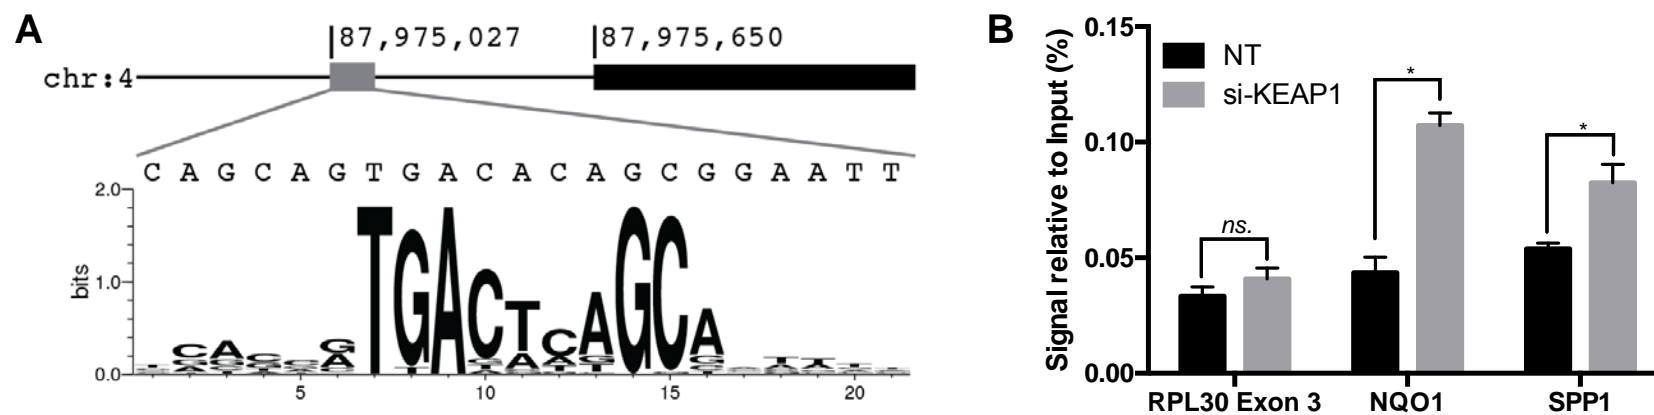 A
|87,975,027
|87,975,650
chr:4
C A G C A G T G A C A C A G C G G A A T T
2.0
1.0
0.0
bits
G
A
TGACTCAGCA
CACC
5
10
15
20
B
Signal relative to Input (%)
0.15
0.10
0.05
0.00
NT
si-KEAP1
ns.
*
*
RPL30 Exon 3
NQO1
SPP1